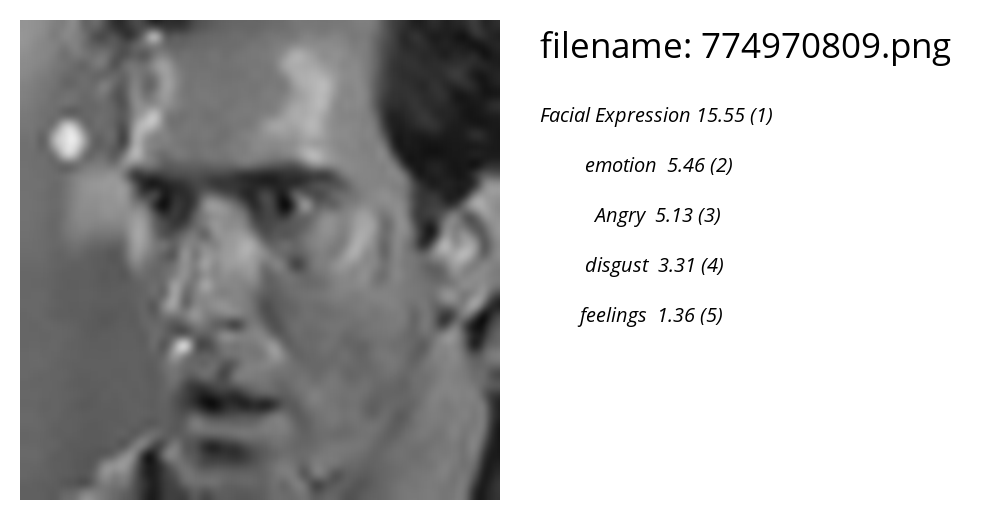 filename: 774970809.png
Facial Expression 15.55 (1)
emotion 5.46 (2)
Angry 5.13 (3)
disgust 3.31 (4)
feelings 1.36 (5)